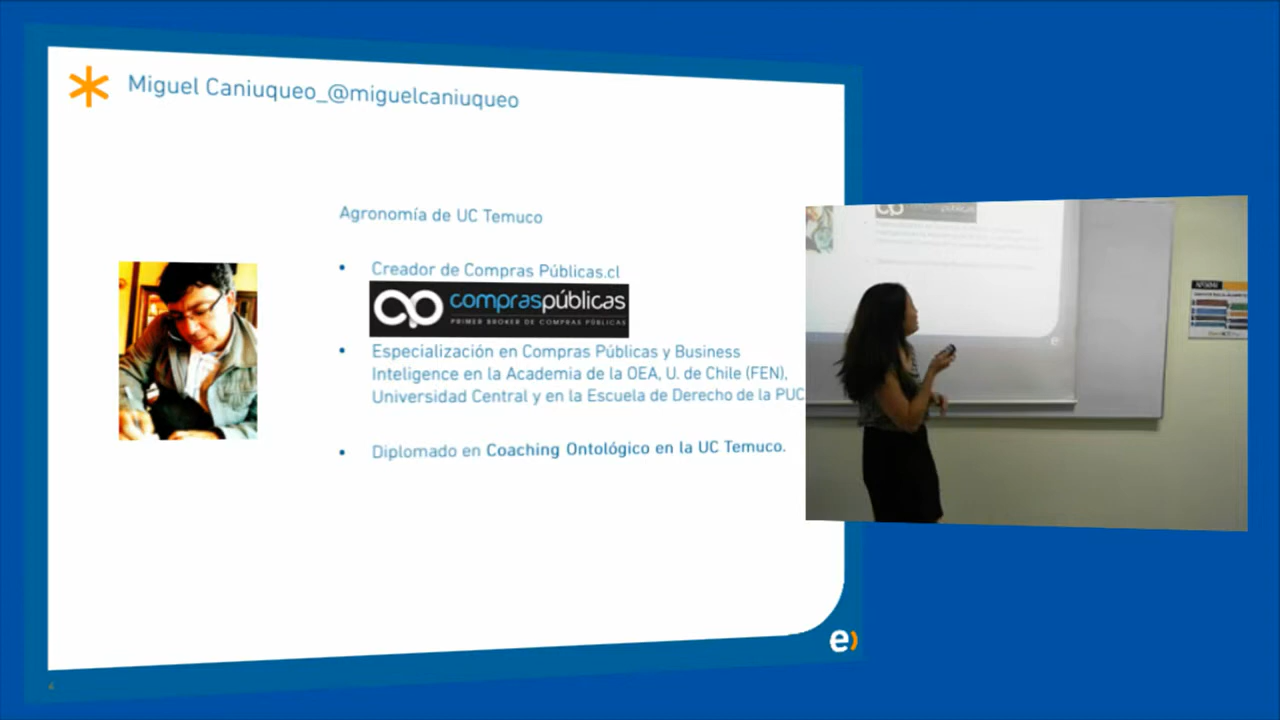 Miguel Caniuqueo_@miguelcaniuqueo
Agronomía de UC Temuco
• Creador de Compras Públicas.cl
compraspúblicas
PRIMER BROKER DE COMPRAS PÚBLICAS
• Especialización en Compras Públicas y Business
Inteligence en la Academia de la OEA, U. de Chile (FEN),
Universidad Central y en la Escuela de Derecho de la PUC
• Diplomado en Coaching Ontológico en la UC Temuco.
e)
4